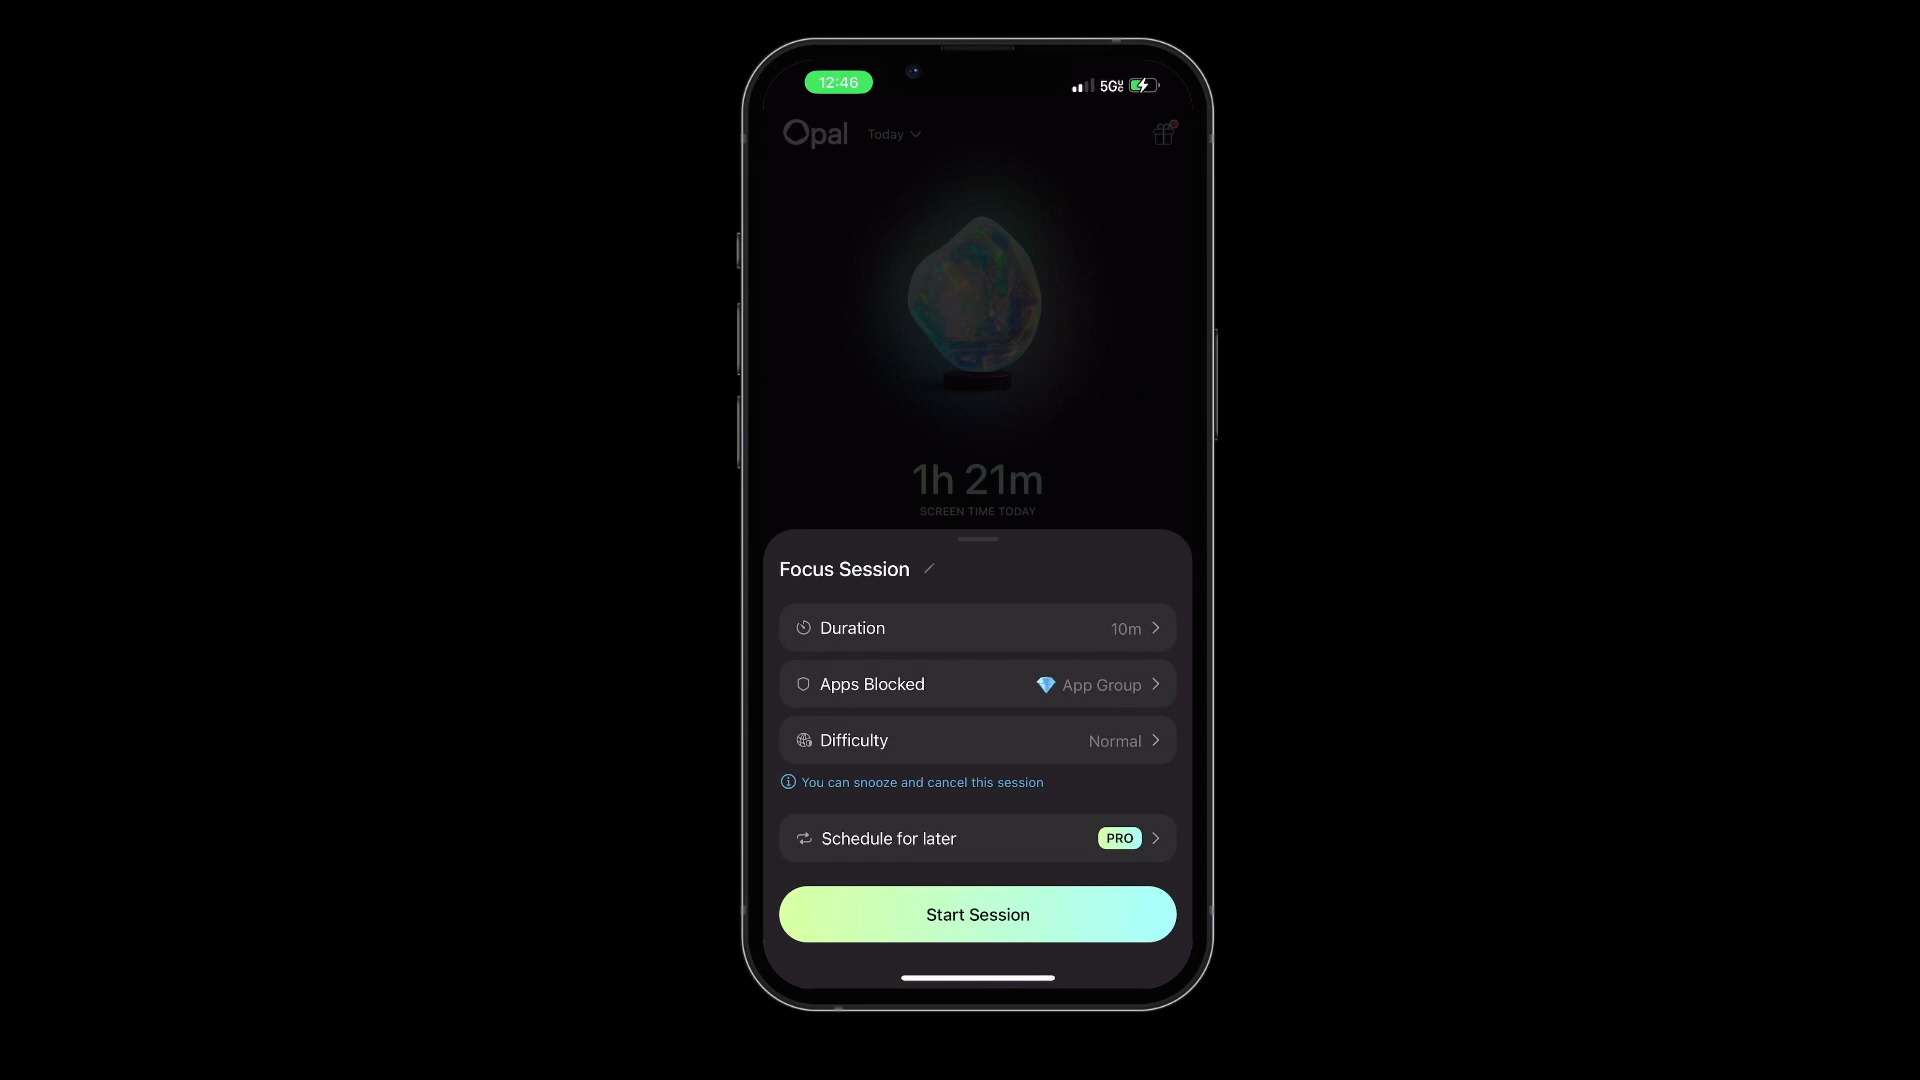 12:46
5G UC
Opal
Today
1h 21m
SCREEN TIME TODAY
Focus Session
Duration
10m
Apps Blocked
App Group
Difficulty
Normal
You can snooze and cancel this session
Schedule for later
PRO
Start Session